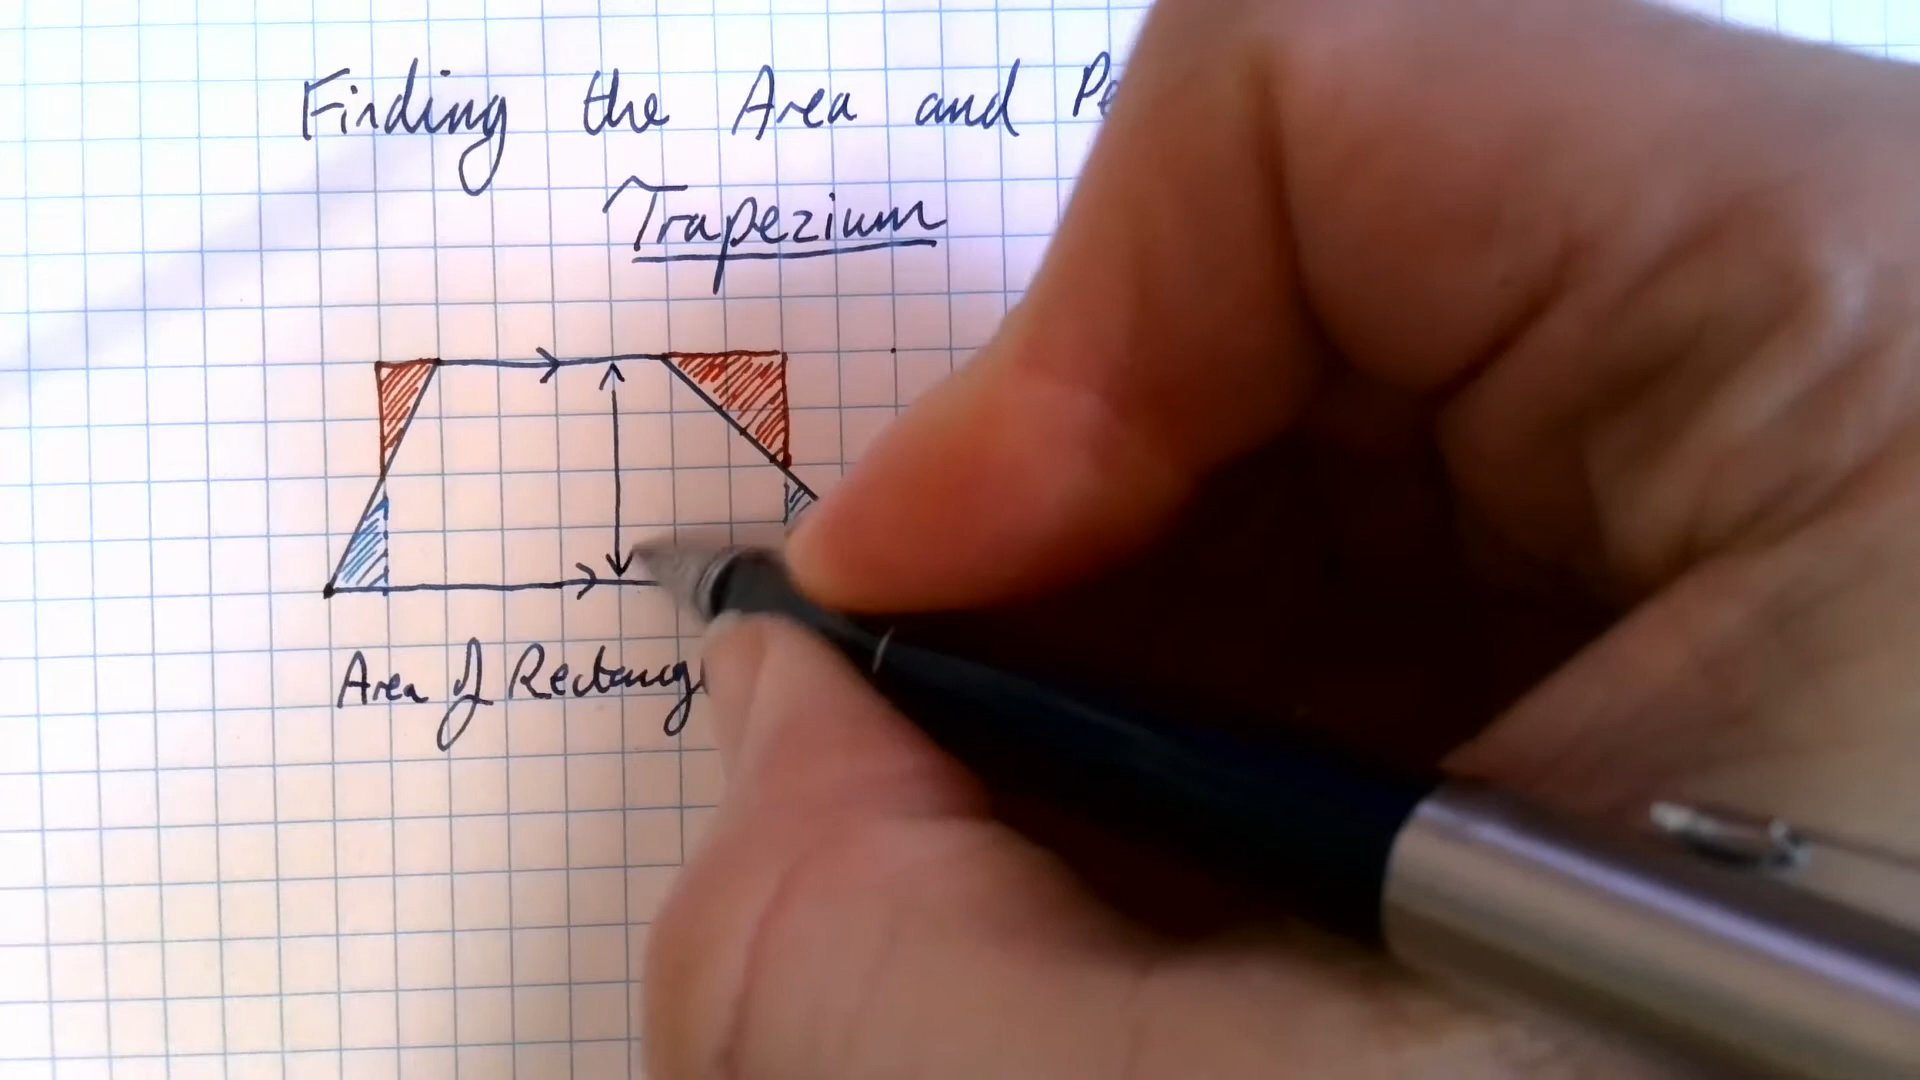 Finding the Area and
Trapezium
Area of